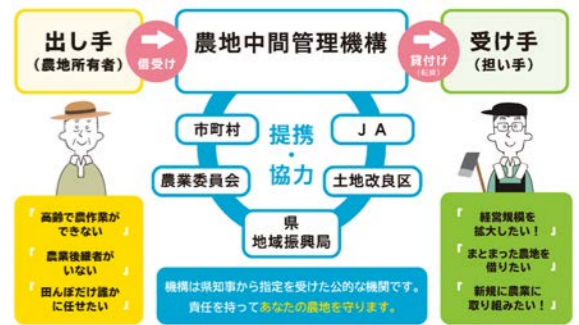 出し手
(農地所有者)
借受け
農地中間管理機構
貸付け
(転貸)
受け手
(担い手)
市町村
JA
提携
・
協力
農業委員会
土地改良区
県
地域振興局
『高齢で農作業が
できない』
『農業後継者が
いない』
『田んぼだけ誰か
に任せたい』
機構は県知事から指定を受けた公的な機関です。
責任を持ってあなたの農地を守ります。
『経営規模を
拡大したい!』
『まとまった農地を
借りたい』
『新規に農業に
取り組みたい!』